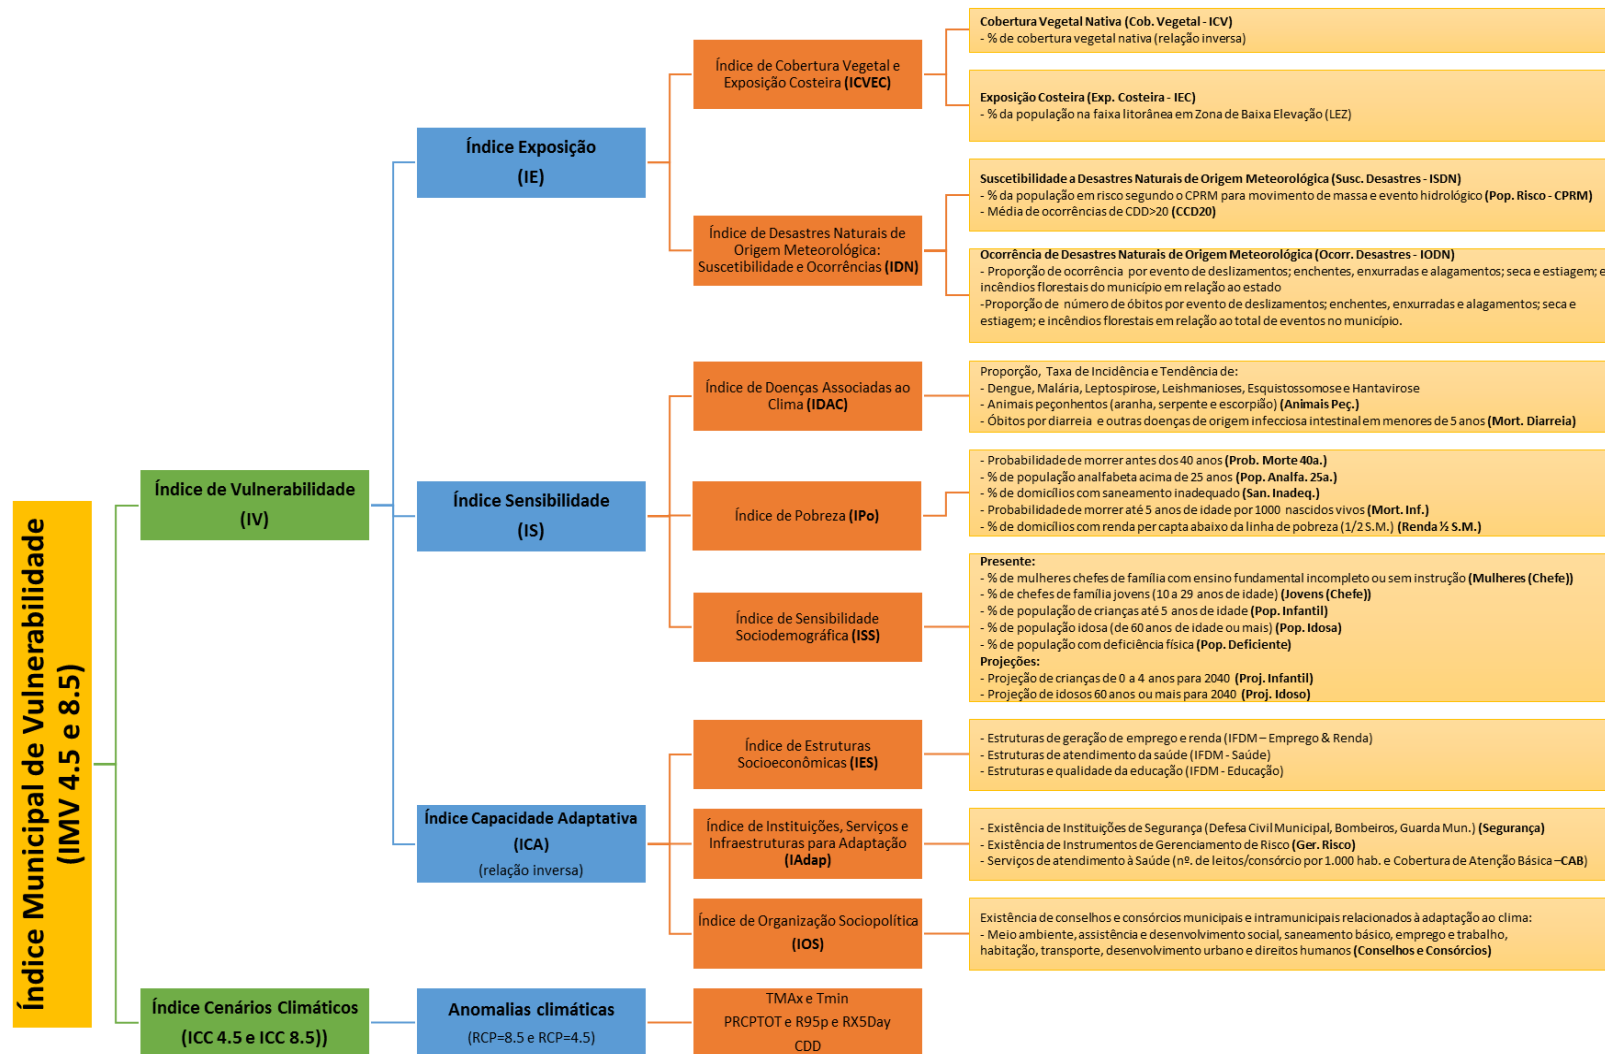 Índice Municipal de Vulnerabilidade
(IMV 4.5 e 8.5)
Índice de Vulnerabilidade
(IV)
Índice Exposição
(IE)
Índice de Cobertura Vegetal e
Exposição Costeira (ICVEC)
Cobertura Vegetal Nativa (Cob. Vegetal - ICV)
- % de cobertura vegetal nativa (relação inversa)
Exposição Costeira (Exp. Costeira - IEC)
- % da população na faixa litorânea em Zona de Baixa Elevação (LEZ)
Índice de Desastres Naturais de
Origem Meteorológica:
Suscetibilidade e Ocorrências (IDN)
Suscetibilidade a Desastres Naturais de Origem Meteorológica (Susc. Desastres - ISDN)
- % da população em risco segundo o CPRM para movimento de massa e evento hidrológico (Pop. Risco - CPRM)
- Média de ocorrências de CDD>20 (CCD20)
Ocorrência de Desastres Naturais de Origem Meteorológica (Ocorr. Desastres - IODN)
- Proporção de ocorrência por evento de deslizamentos; enchentes, enxurradas e alagamentos; seca e estiagem; e
incêndios florestais do município em relação ao estado
-Proporção de número de óbitos por evento de deslizamentos; enchentes, enxurradas e alagamentos; seca e
estiagem; e incêndios florestais em relação ao total de eventos no município.
Índice Sensibilidade
(IS)
Índice de Doenças Associadas ao
Clima (IDAC)
Proporção, Taxa de Incidência e Tendência de:
- Dengue, Malária, Leptospirose, Leishmanioses, Esquistossomose e Hantavirose
- Animais peçonhentos (aranha, serpente e escorpião) (Animais Peç.)
- Óbitos por diarreia e outras doenças de origem infecciosa intestinal em menores de 5 anos (Mort. Diarreia)
Índice de Pobreza (IPo)
- Probabilidade de morrer antes dos 40 anos (Prob. Morte 40a.)
- % de população analfabeta acima de 25 anos (Pop. Analfa. 25a.)
- % de domicílios com saneamento inadequado (San. Inadeq.)
- Probabilidade de morrer até 5 anos de idade por 1000 nascidos vivos (Mort. Inf.)
- % de domicílios com renda per capta abaixo da linha de pobreza (1/2 S.M.) (Renda ½ S.M.)
Índice de Sensibilidade
Sociodemográfica (ISS)
Presente:
- % de mulheres chefes de família com ensino fundamental incompleto ou sem instrução (Mulheres (Chefe))
- % de chefes de família jovens (10 a 29 anos de idade) (Jovens (Chefe))
- % de população de crianças até 5 anos de idade (Pop. Infantil)
- % de população idosa (de 60 anos de idade ou mais) (Pop. Idosa)
- % de população com deficiência física (Pop. Deficiente)
Projeções:
- Projeção de crianças de 0 a 4 anos para 2040 (Proj. Infantil)
- Projeção de idosos 60 anos ou mais para 2040 (Proj. Idoso)
Índice Capacidade Adaptativa
(ICA)
(relação inversa)
Índice de Estruturas
Socioeconômicas (IES)
- Estruturas de geração de emprego e renda (IFDM – Emprego & Renda)
- Estruturas de atendimento da saúde (IFDM - Saúde)
- Estruturas e qualidade da educação (IFDM - Educação)
Índice de Instituições, Serviços e
Infraestruturas para Adaptação
(IAdap)
- Existência de Instituições de Segurança (Defesa Civil Municipal, Bombeiros, Guarda Mun.) (Segurança)
- Existência de Instrumentos de Gerenciamento de Risco (Ger. Risco)
- Serviços de atendimento à Saúde (nº. de leitos/consórcio por 1.000 hab. e Cobertura de Atenção Básica –CAB)
Índice de Organização Sociopolítica
(IOS)
Existência de conselhos e consórcios municipais e intramunicipais relacionados à adaptação ao clima:
- Meio ambiente, assistência e desenvolvimento social, saneamento básico, emprego e trabalho,
habitação, transporte, desenvolvimento urbano e direitos humanos (Conselhos e Consórcios)
Índice Cenários Climáticos
(ICC 4.5 e ICC 8.5))
Anomalias climáticas
(RCP=8.5 e RCP=4.5)
TMAx e Tmin
PRCPTOT e R95p e RX5Day
CDD